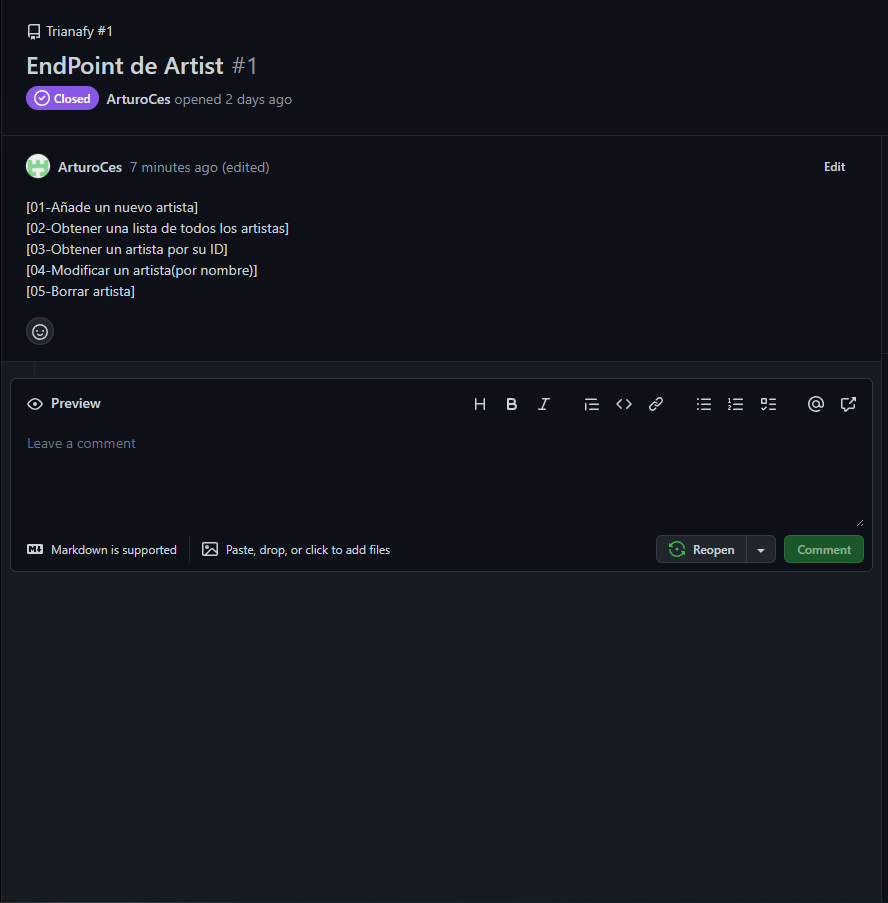 Trianafy #1
EndPoint de Artist #1
Closed ArturoCes opened 2 days ago
ArturoCes 7 minutes ago (edited) Edit
[01-Añade un nuevo artista]
[02-Obtener una lista de todos los artistas]
[03-Obtener un artista por su ID]
[04-Modificar un artista(por nombre)]
[05-Borrar artista]
Preview
Leave a comment
Markdown is supported Paste, drop, or click to add files Reopen Comment